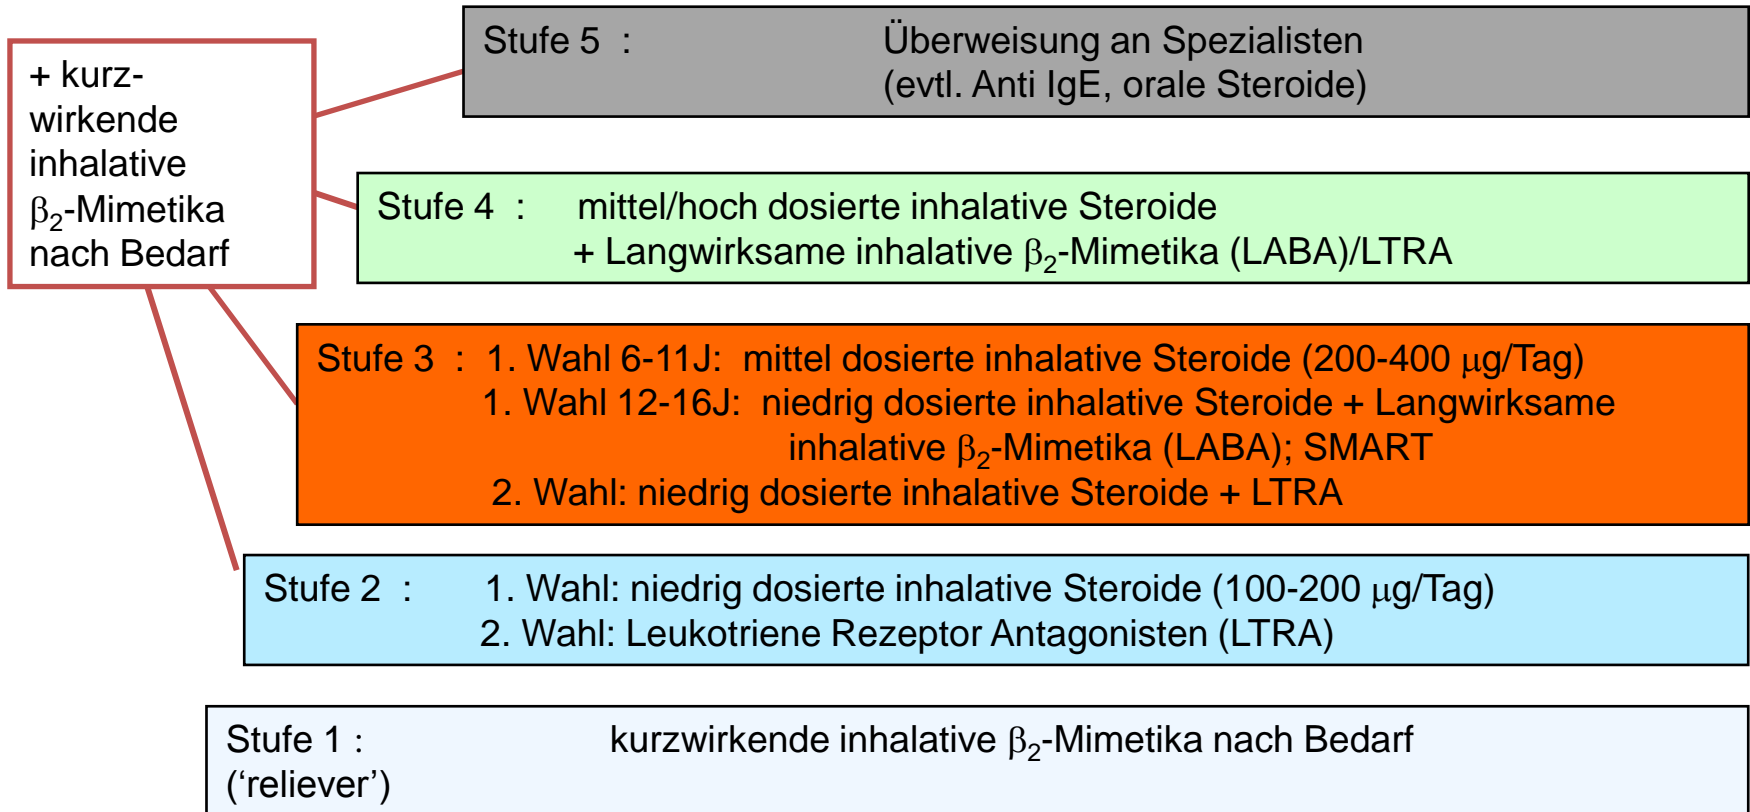 + kurz-
wirkende
inhalative
β₂-Mimetika
nach Bedarf
Stufe 5 : Überweisung an Spezialisten
(evtl. Anti IgE, orale Steroide)
Stufe 4 : mittel/hoch dosierte inhalative Steroide
+ Langwirksame inhalative β₂-Mimetika (LABA)/LTRA
Stufe 3 : 1. Wahl 6-11J: mittel dosierte inhalative Steroide (200-400 μg/Tag)
1. Wahl 12-16J: niedrig dosierte inhalative Steroide + Langwirksame
inhalative β₂-Mimetika (LABA); SMART
2. Wahl: niedrig dosierte inhalative Steroide + LTRA
Stufe 2 : 1. Wahl: niedrig dosierte inhalative Steroide (100-200 μg/Tag)
2. Wahl: Leukotriene Rezeptor Antagonisten (LTRA)
Stufe 1 : kurzwirkende inhalative β₂-Mimetika nach Bedarf
(‘reliever’)